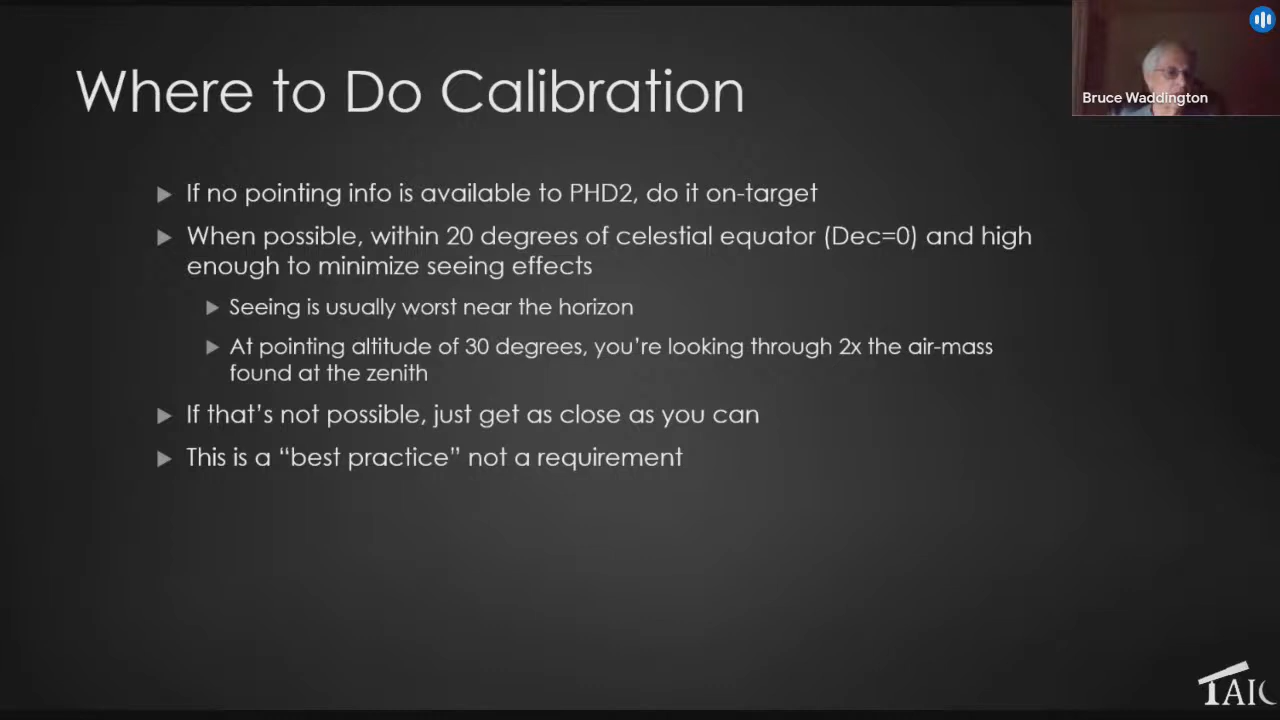 Where to Do Calibration
Bruce Waddington
If no pointing info is available to PHD2, do it on-target
When possible, within 20 degrees of celestial equator (Dec=0) and high
enough to minimize seeing effects
Seeing is usually worst near the horizon
At pointing altitude of 30 degrees, you’re looking through 2x the air-mass
found at the zenith
If that’s not possible, just get as close as you can
This is a “best practice” not a requirement
TAIC